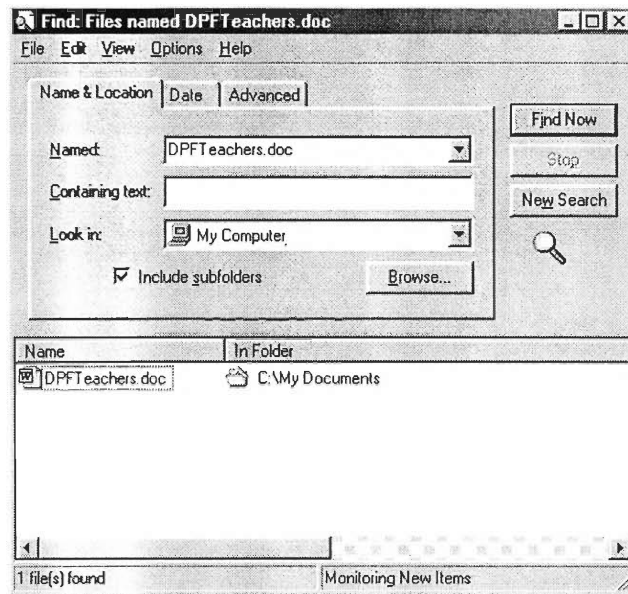 Find: Files named DPFTeachers.doc
File Edit View Options Help
Name & Location Date Advanced
Find Now
Named: DPFTeachers.doc
Stop
Containing text:
New Search
Look in: My Computer
Include subfolders Browse...
Name In Folder
DPFTeachers.doc C:\My Documents
1 file(s) found Monitoring New Items